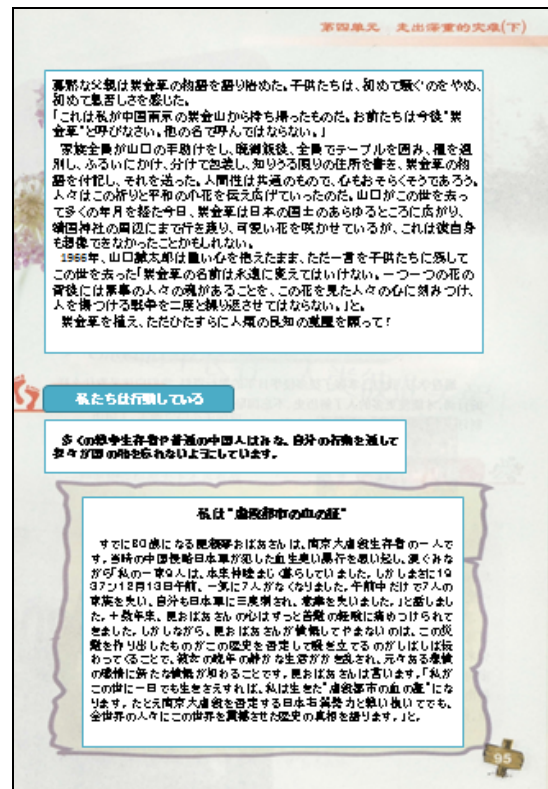 第四单元 走出深重的灾难(下)
寡黙な父親は紫金草の物語を語り始めた。子供たちは、初めて騒ぐのをやめ、
初めて息苦しさを感じた。
「これは私が中国南京の紫金山から持ち帰ったものだ。お前たちは今後"紫
金草"と呼びなさい。他の名で呼んではならない。」
家族全員が山口の手助けをし、晩御飯後、全員でテーブルを囲み、種を選
別し、ふるいにかけ、分けて包装し、知りうる限りの住所を書き、紫金草の物
語を付記し、それを送った。人間性は共通のもので、心もおそらくそうであろう。
人々はこの祈りと平和の小花を伝え広げていったのだ。山口がこの世を去っ
て多くの年月を経た今日、紫金草は日本の国土のあらゆるところに広がり、
靖国神社の周辺にまで行き渡り、可愛い花を咲かせているが、これは彼自身
も想像できなかったことかもしれない。
1966年、山口誠太郎は重い心を抱えたまま、ただ一言を子供たちに残して
この世を去った「紫金草の名前は永遠に変えてはいけない。一つ一つの花の
背後には無辜の人々の魂があることを、この花を見た人々の心に刻みつけ、
人を傷つける戦争を二度と繰り返させてはならない。」と。
紫金草を植え、ただひたすらに人類の良知の覚醒を願って!
私たちは行動している
多くの戦争生存者や普通の中国人はみな、自分の行動を通して
我々が国の恥を忘れないようにしています。
私は"虐殺都市の血の証"
すでに80歳になる夏淑琴おばあさんは、南京大虐殺生存者の一人で
す。当時の中国侵略日本軍が犯した血生臭い暴行を思い起し、涙ぐみな
がら「私の一家9人は、本来仲睦まじく暮らしていました。しかしまさに19
37ン12月13日午前、一気に7人がなくなりました。午前中だけで7人の
家族を失い、自分も日本軍に三度刺され、意識を失いました。」と話しまし
た。十数年来、夏おばあさんの心はずっと苦難の経験に痛めつけられて
きました。しかしながら、夏おばあさんが憤慨してやまないのは、この災
難を作り出したものがこの歴史を否定して騒ぎ立てるのがしばしば伝
わってくることで、彼女の晩年の静かな生活がかき乱され、元々ある悲憤
の感情に新たな憤慨が加わることです。夏おばあさんは言います。「私が
この世に一日でも生きさえすれば、私は生きた"虐殺都市の血の証"にな
ります。たとえ南京大虐殺を否定する日本右翼勢力と戦い抜いてでも、
全世界の人々にこの世界を震撼させた歴史の真相を語ります。」と。
95